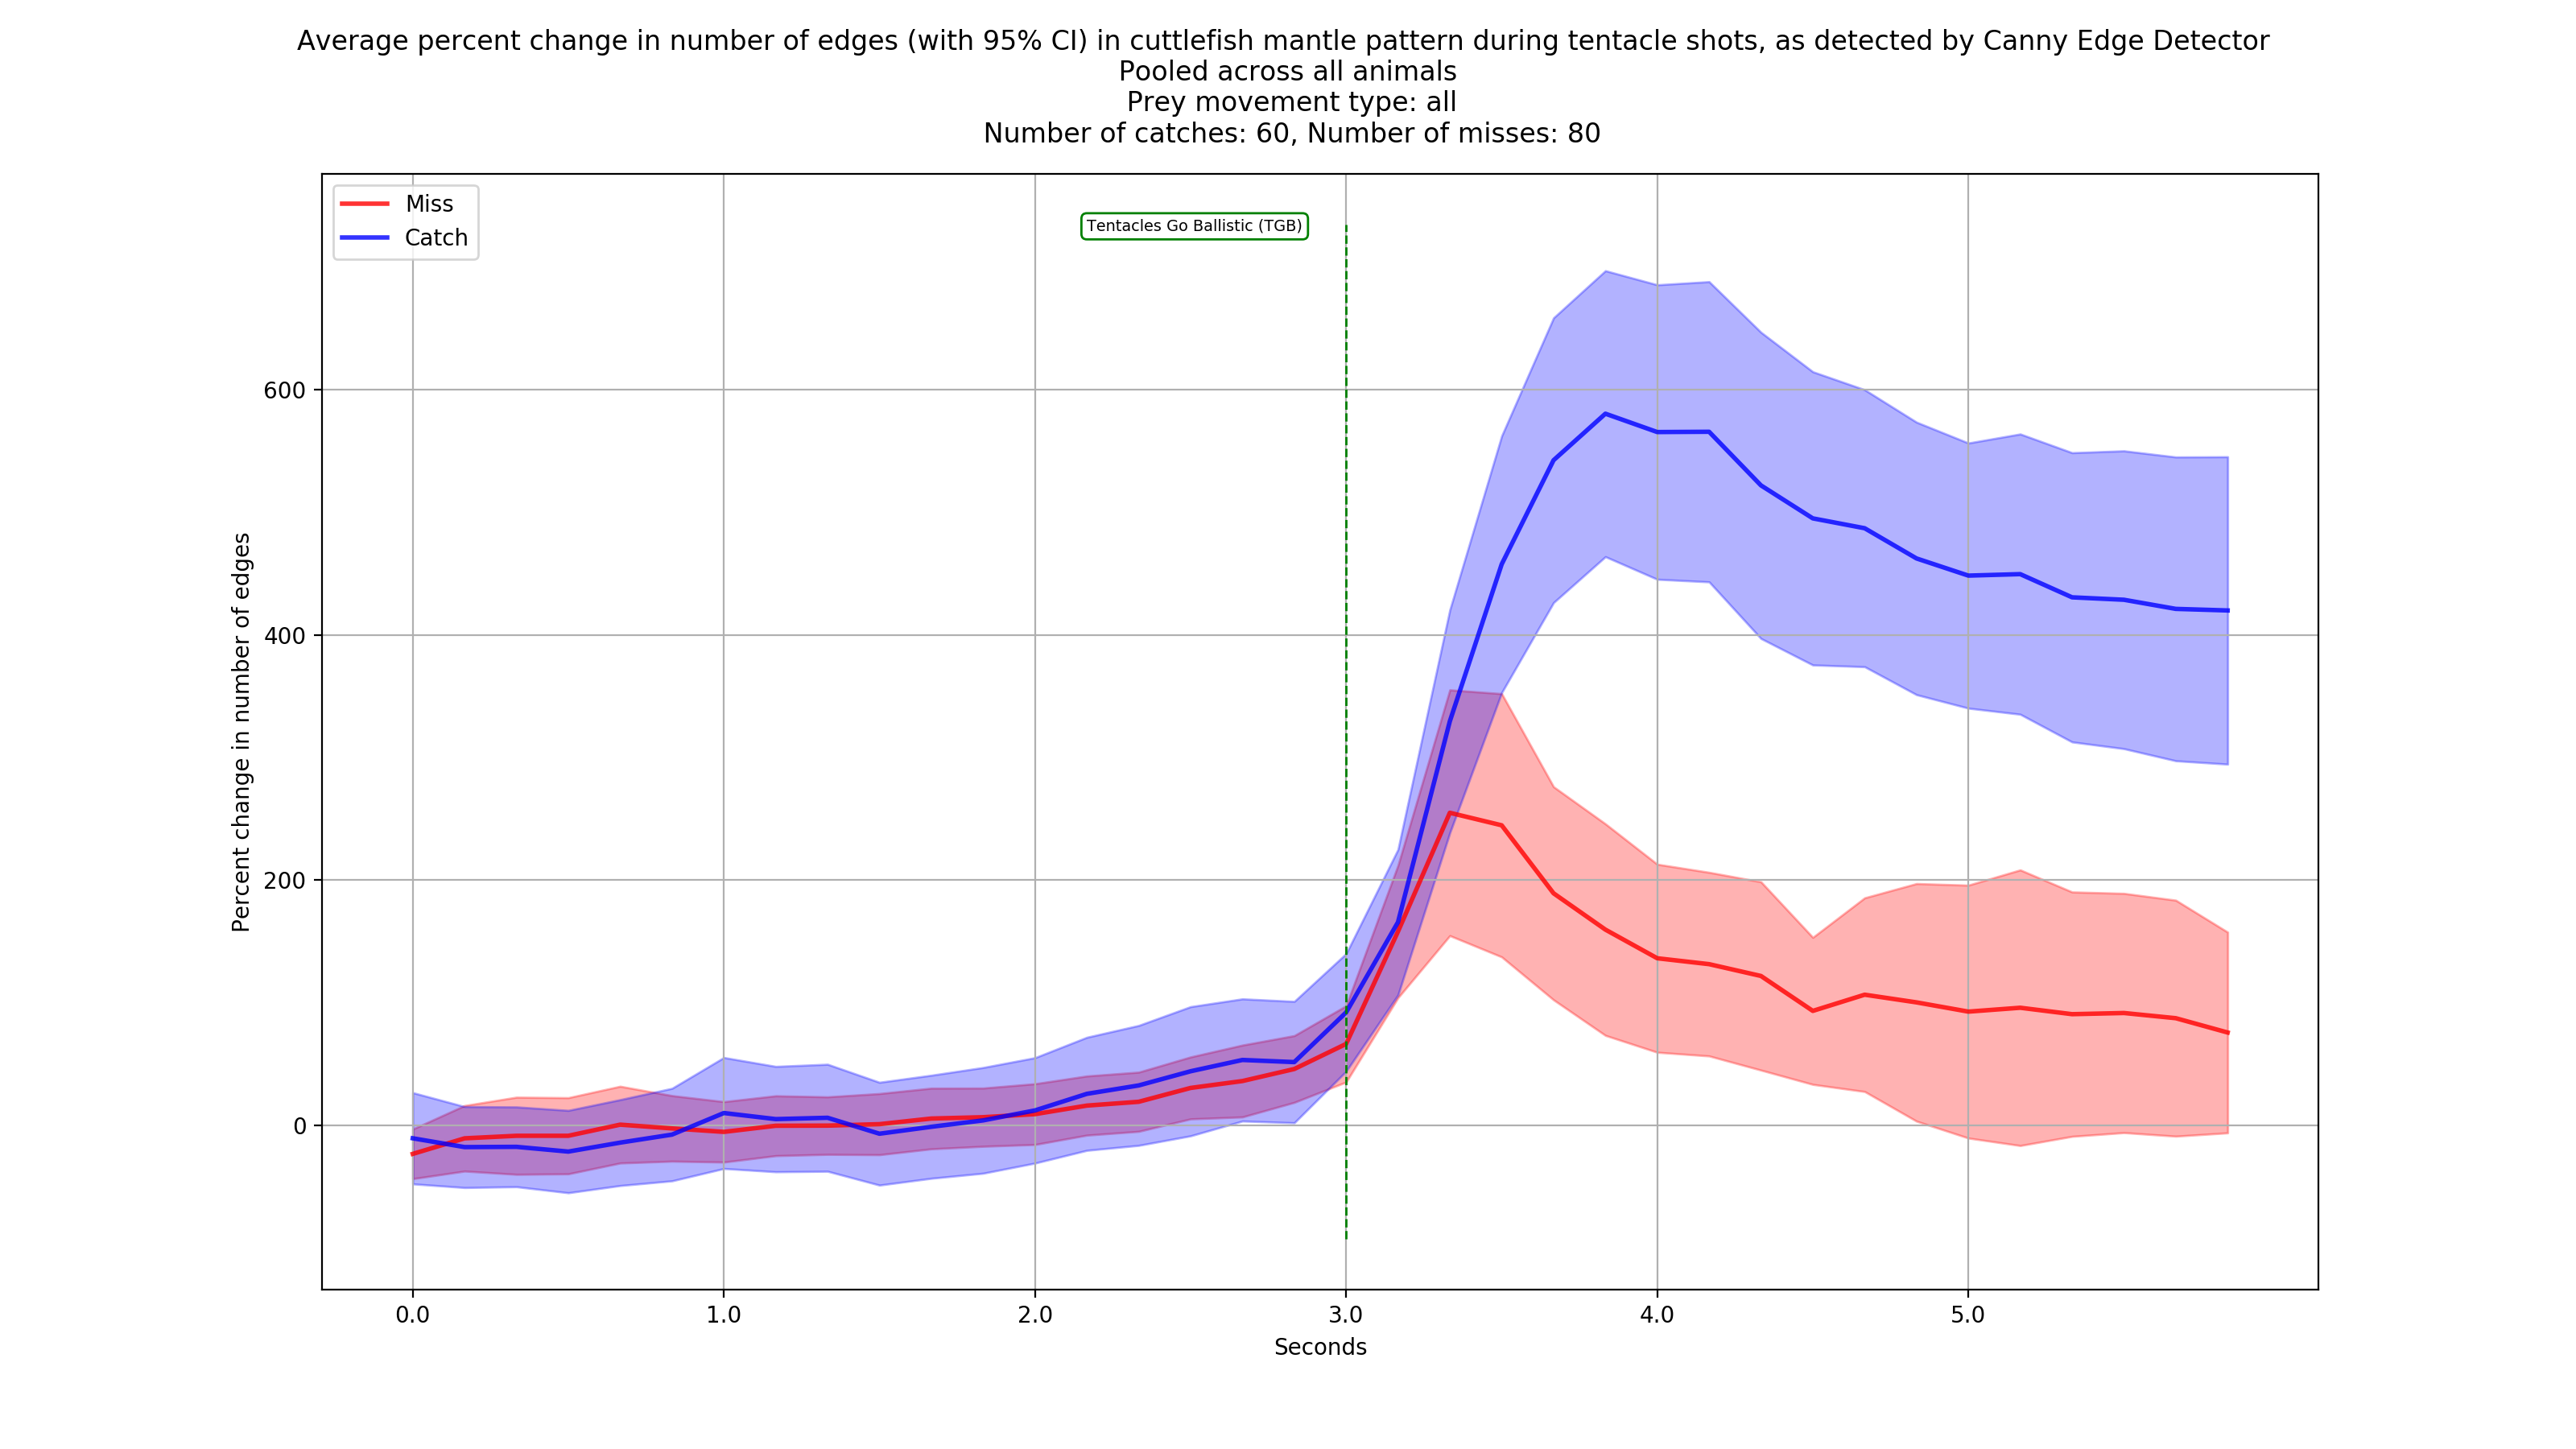 Average percent change in number of edges (with 95% CI) in cuttlefish mantle pattern during tentacle shots, as detected by Canny Edge Detector
Pooled across all animals
Prey movement type: all
Number of catches: 60, Number of misses: 80
Miss
Catch
Tentacles Go Ballistic (TGB)
Percent change in number of edges
600
400
200
0
0.0
1.0
2.0
3.0
4.0
5.0
Seconds